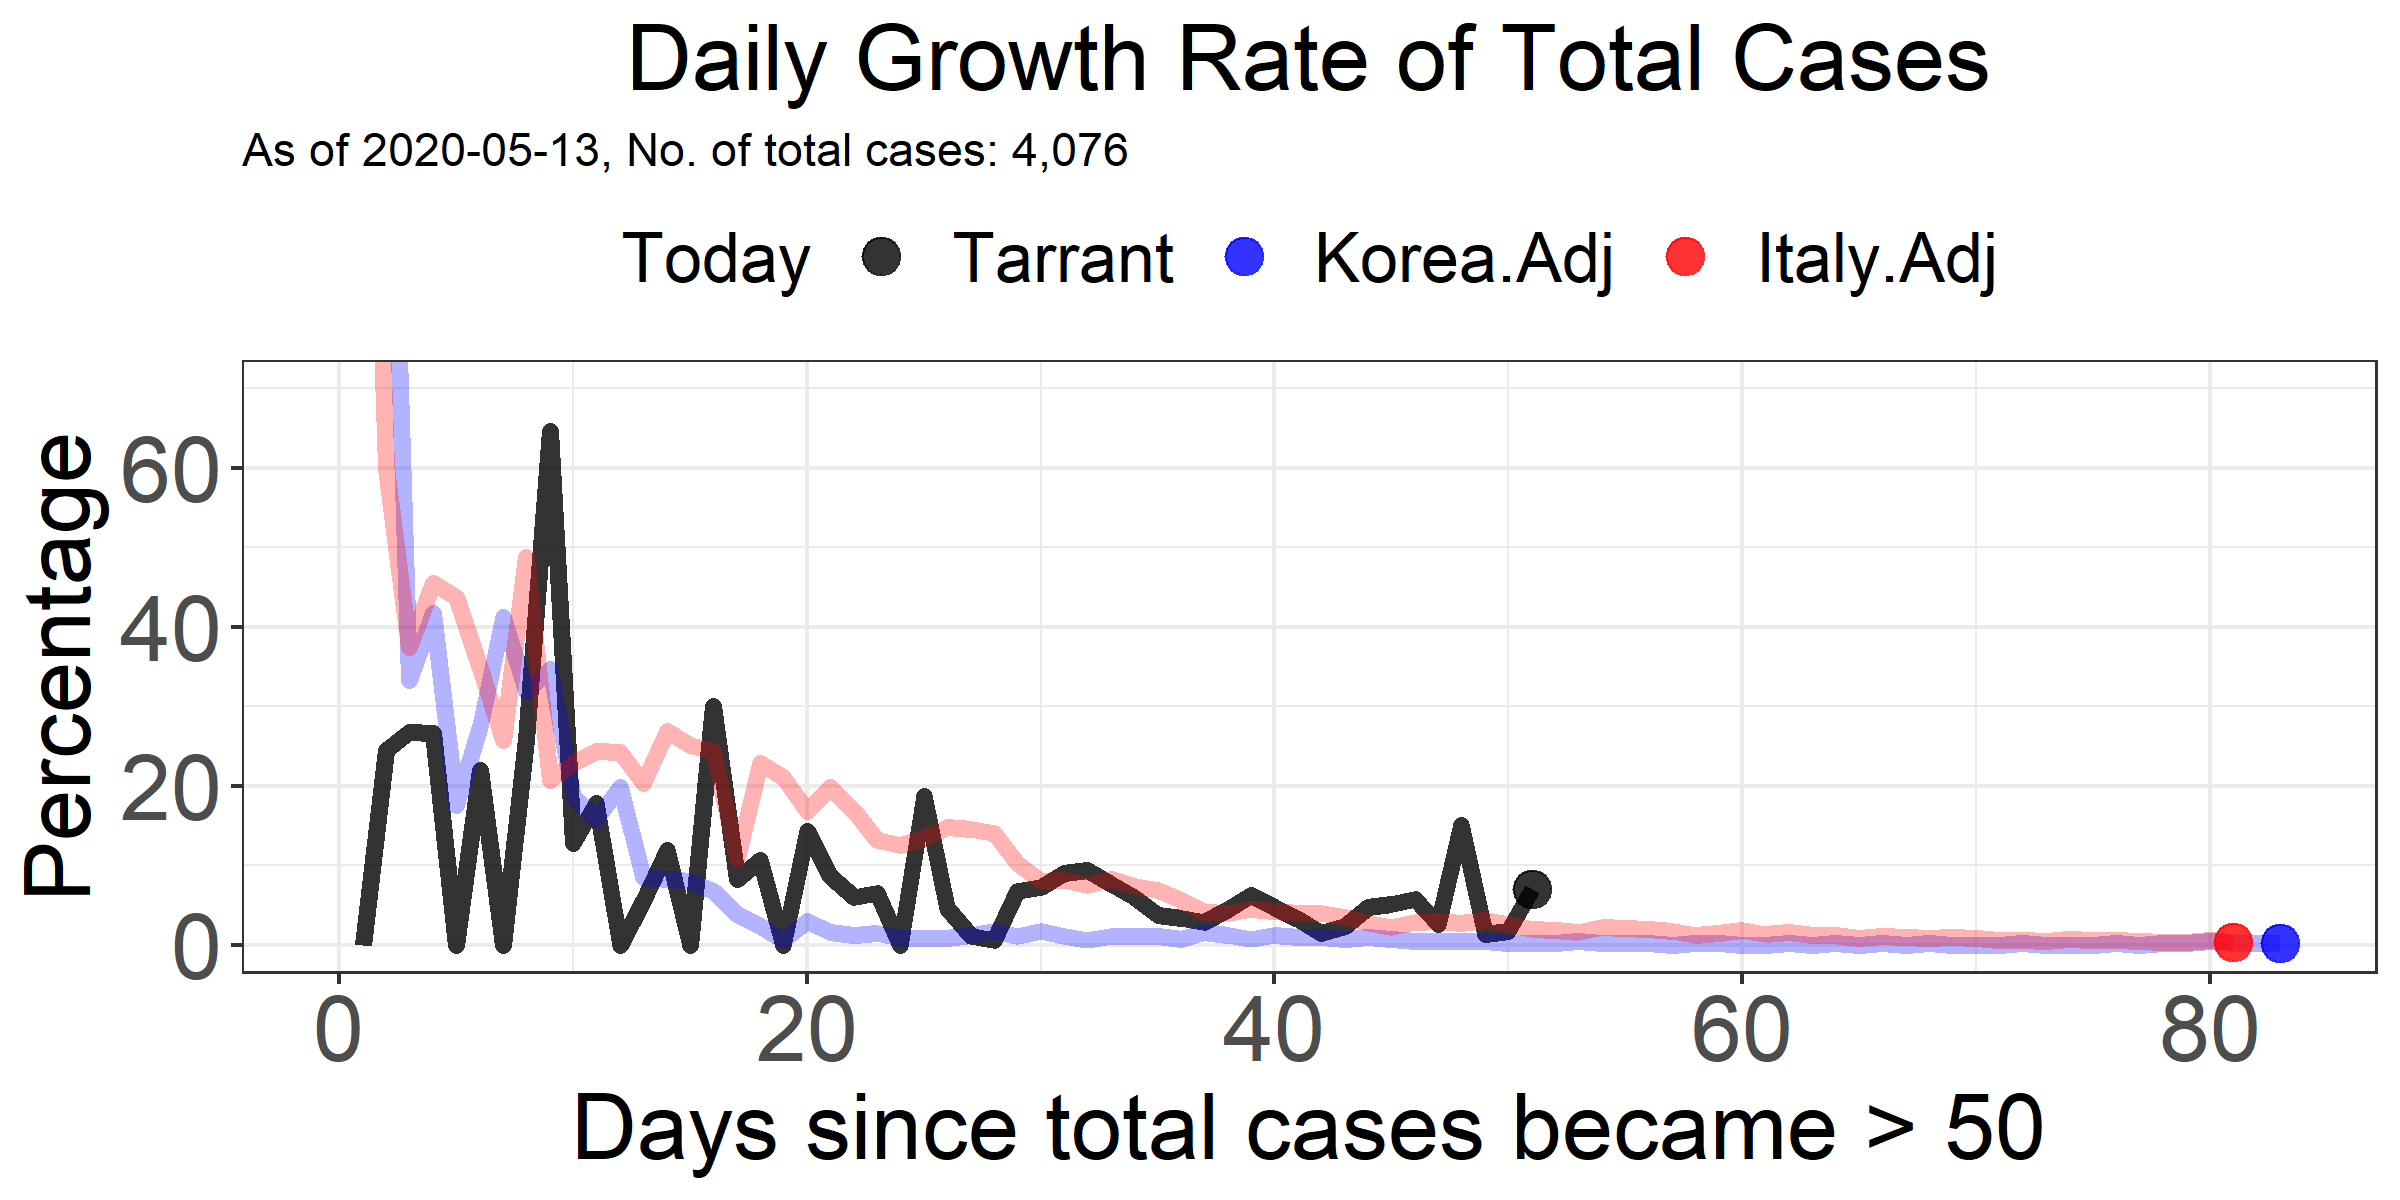 Daily Growth Rate of Total Cases
As of 2020-05-13, No. of total cases: 4,076
Today Tarrant Korea.Adj Italy.Adj
Percentage
60
40
20
0
0 20 40 60 80
Days since total cases became > 50